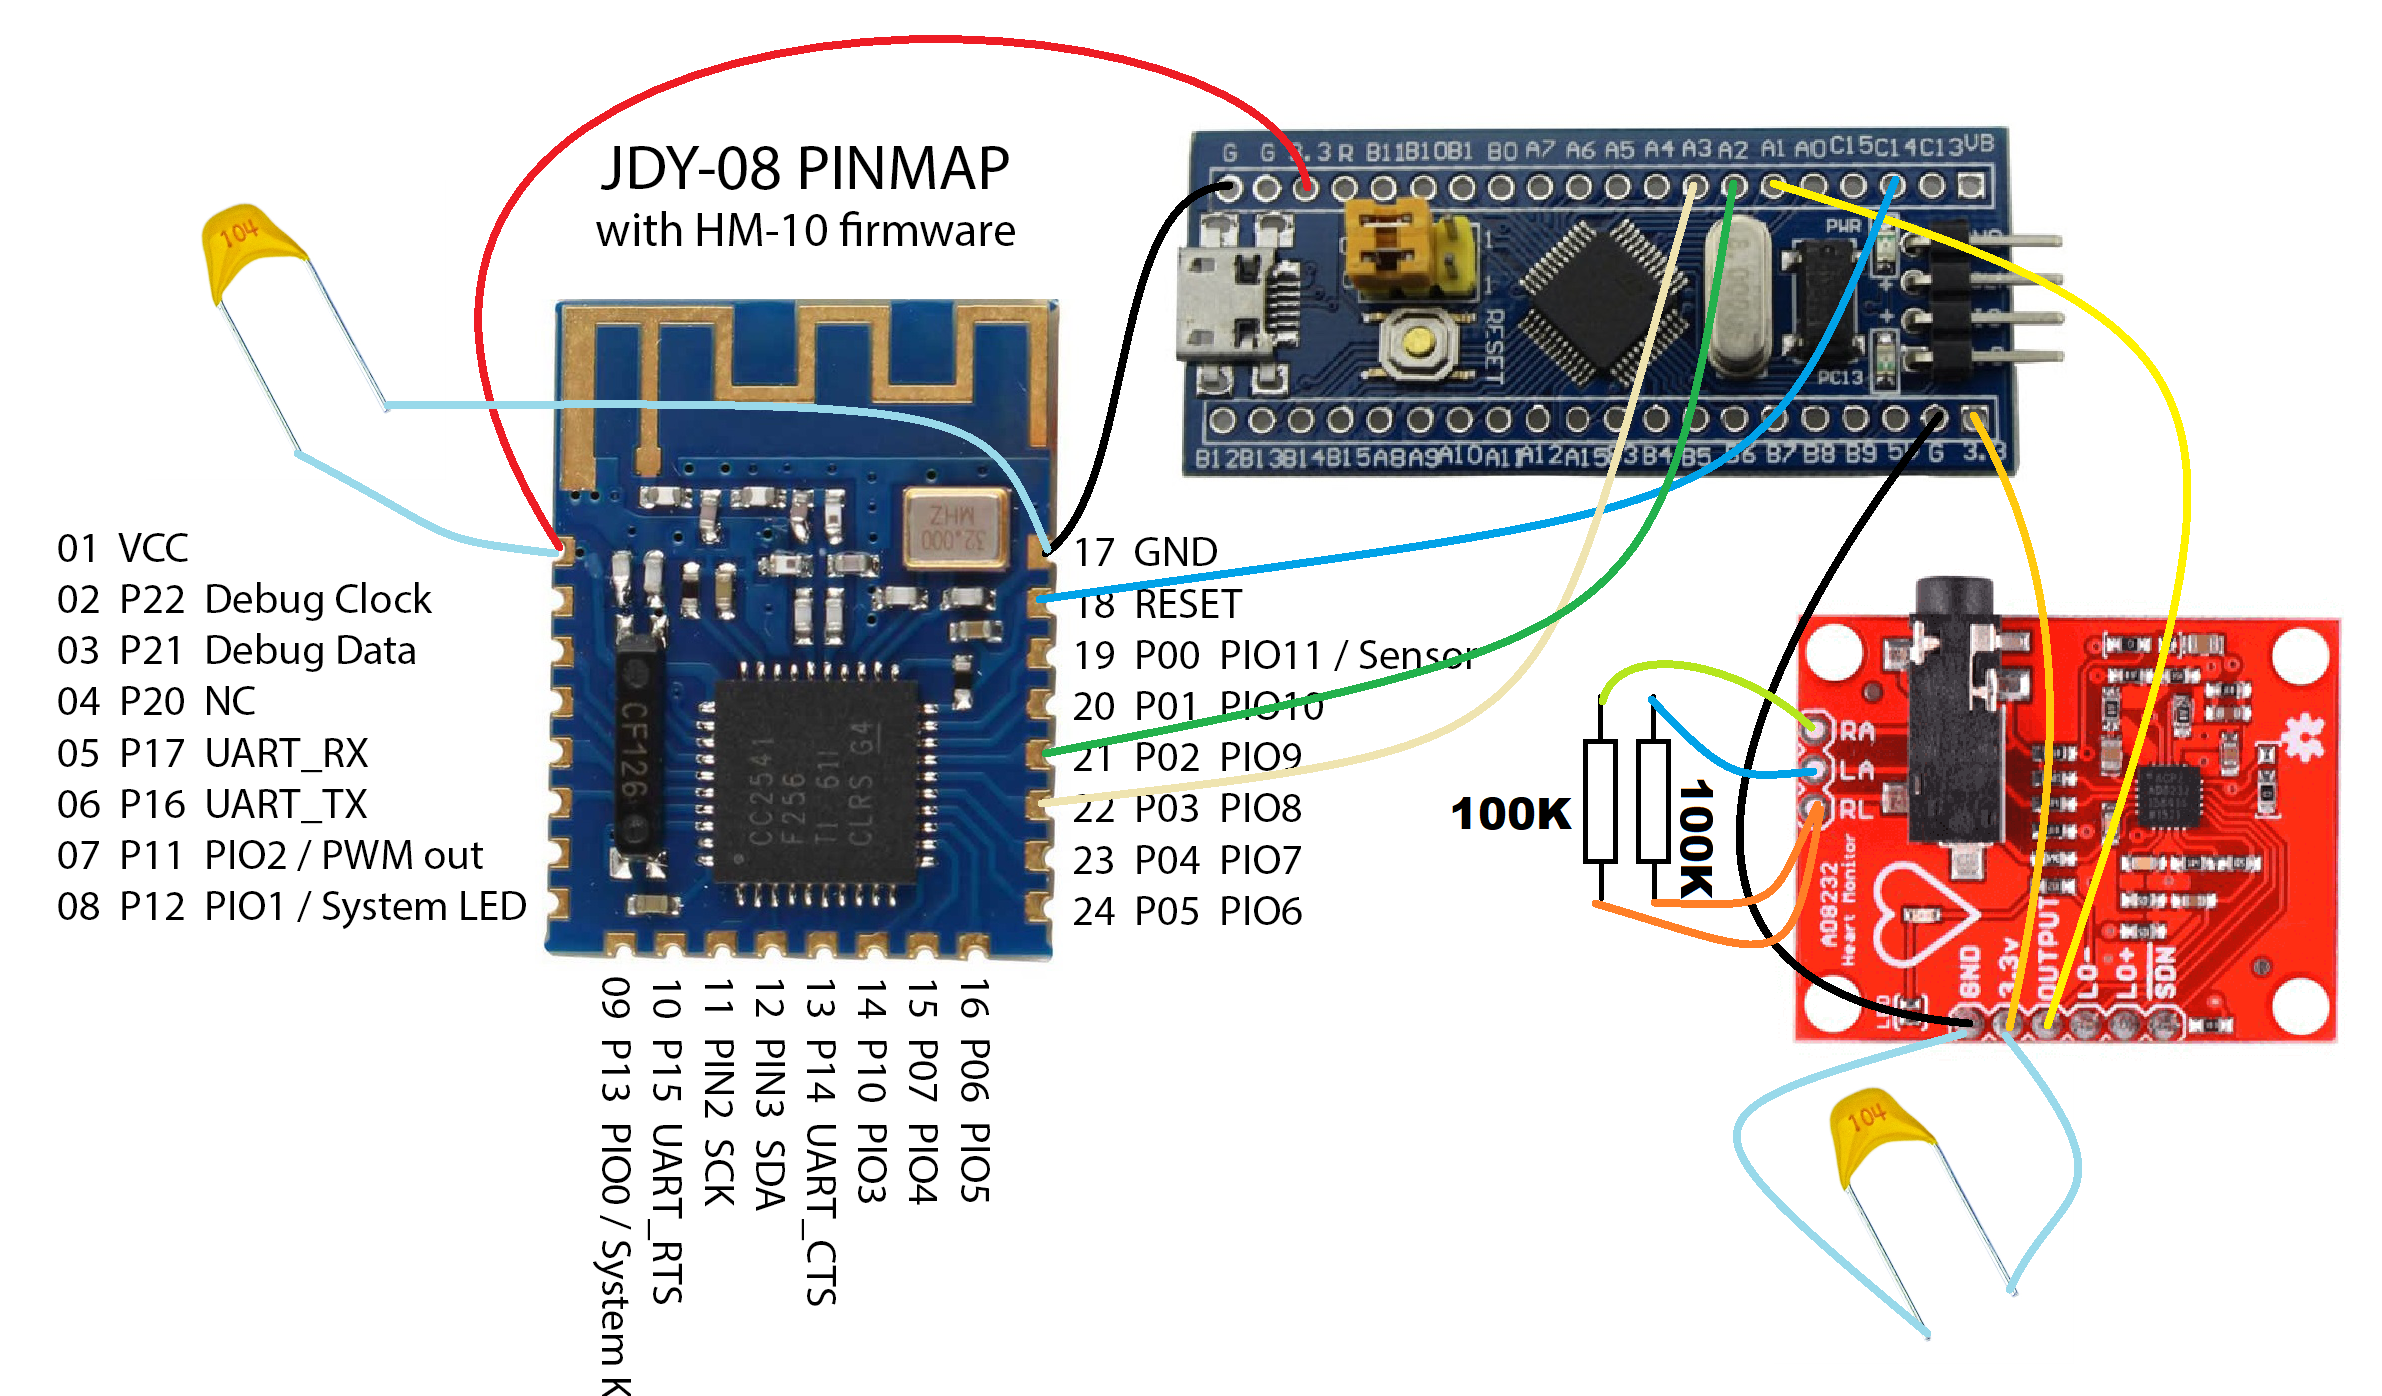 JDY-08 PINMAP
with HM-10 firmware
104
01 VCC
02 P22 Debug Clock
03 P21 Debug Data
04 P20 NC
05 P17 UART_RX
06 P16 UART_TX
07 P11 PIO2 / PWM out
08 P12 PIO1 / System LED
09 P13 PIO0 / System K
10 P15 UART_RTS
11 PIN2 SCK
12 PIN3 SDA
13 P14 UART_CTS
14 P10 PIO3
15 P07 PIO4
16 P06 PIO5
17 GND
18 RESET
19 P00 PIO11 / Sensor
20 P01 PIO10
21 P02 PIO9
22 P03 PIO8
23 P04 PIO7
24 P05 PIO6
32.000
MHZ
CF126
CC2541
F256
TI 61I
CLRS G4
G G 3.3 R B11 B10 B1 B0 A7 A6 A5 A4 A3 A2 A1 A0 C15 C14 C13 VB
1
1
RESET
PWR
PC13
B12 B13 B14 B15 A8 A9 A10 A11 A12 A15 B3 B4 B5 B6 B7 B8 B9 5 G 3.3
100K
100K
RA
LA
RL
AD8232
Heart Monitor
GND
3.3v
OUTPUT
LO-
LO+
SDN
104